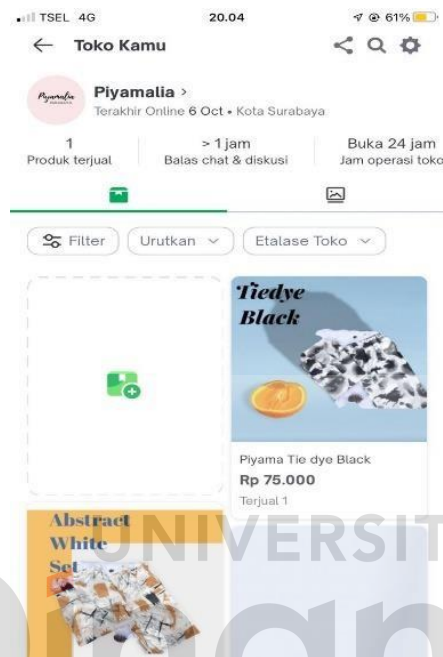 TSEL 4G 20.04 61%
Toko Kamu
Piyamalia
Piyamalia >
Terakhir Online 6 Oct • Kota Surabaya
1 > 1 jam Buka 24 jam
Produk terjual Balas chat & diskusi Jam operasi toko
Filter Urutkan Etalase Toko
Tiedye
Black
Piyama Tie dye Black
Rp 75.000
Terjual 1
Abstract
White
Set
UNIVERSIT